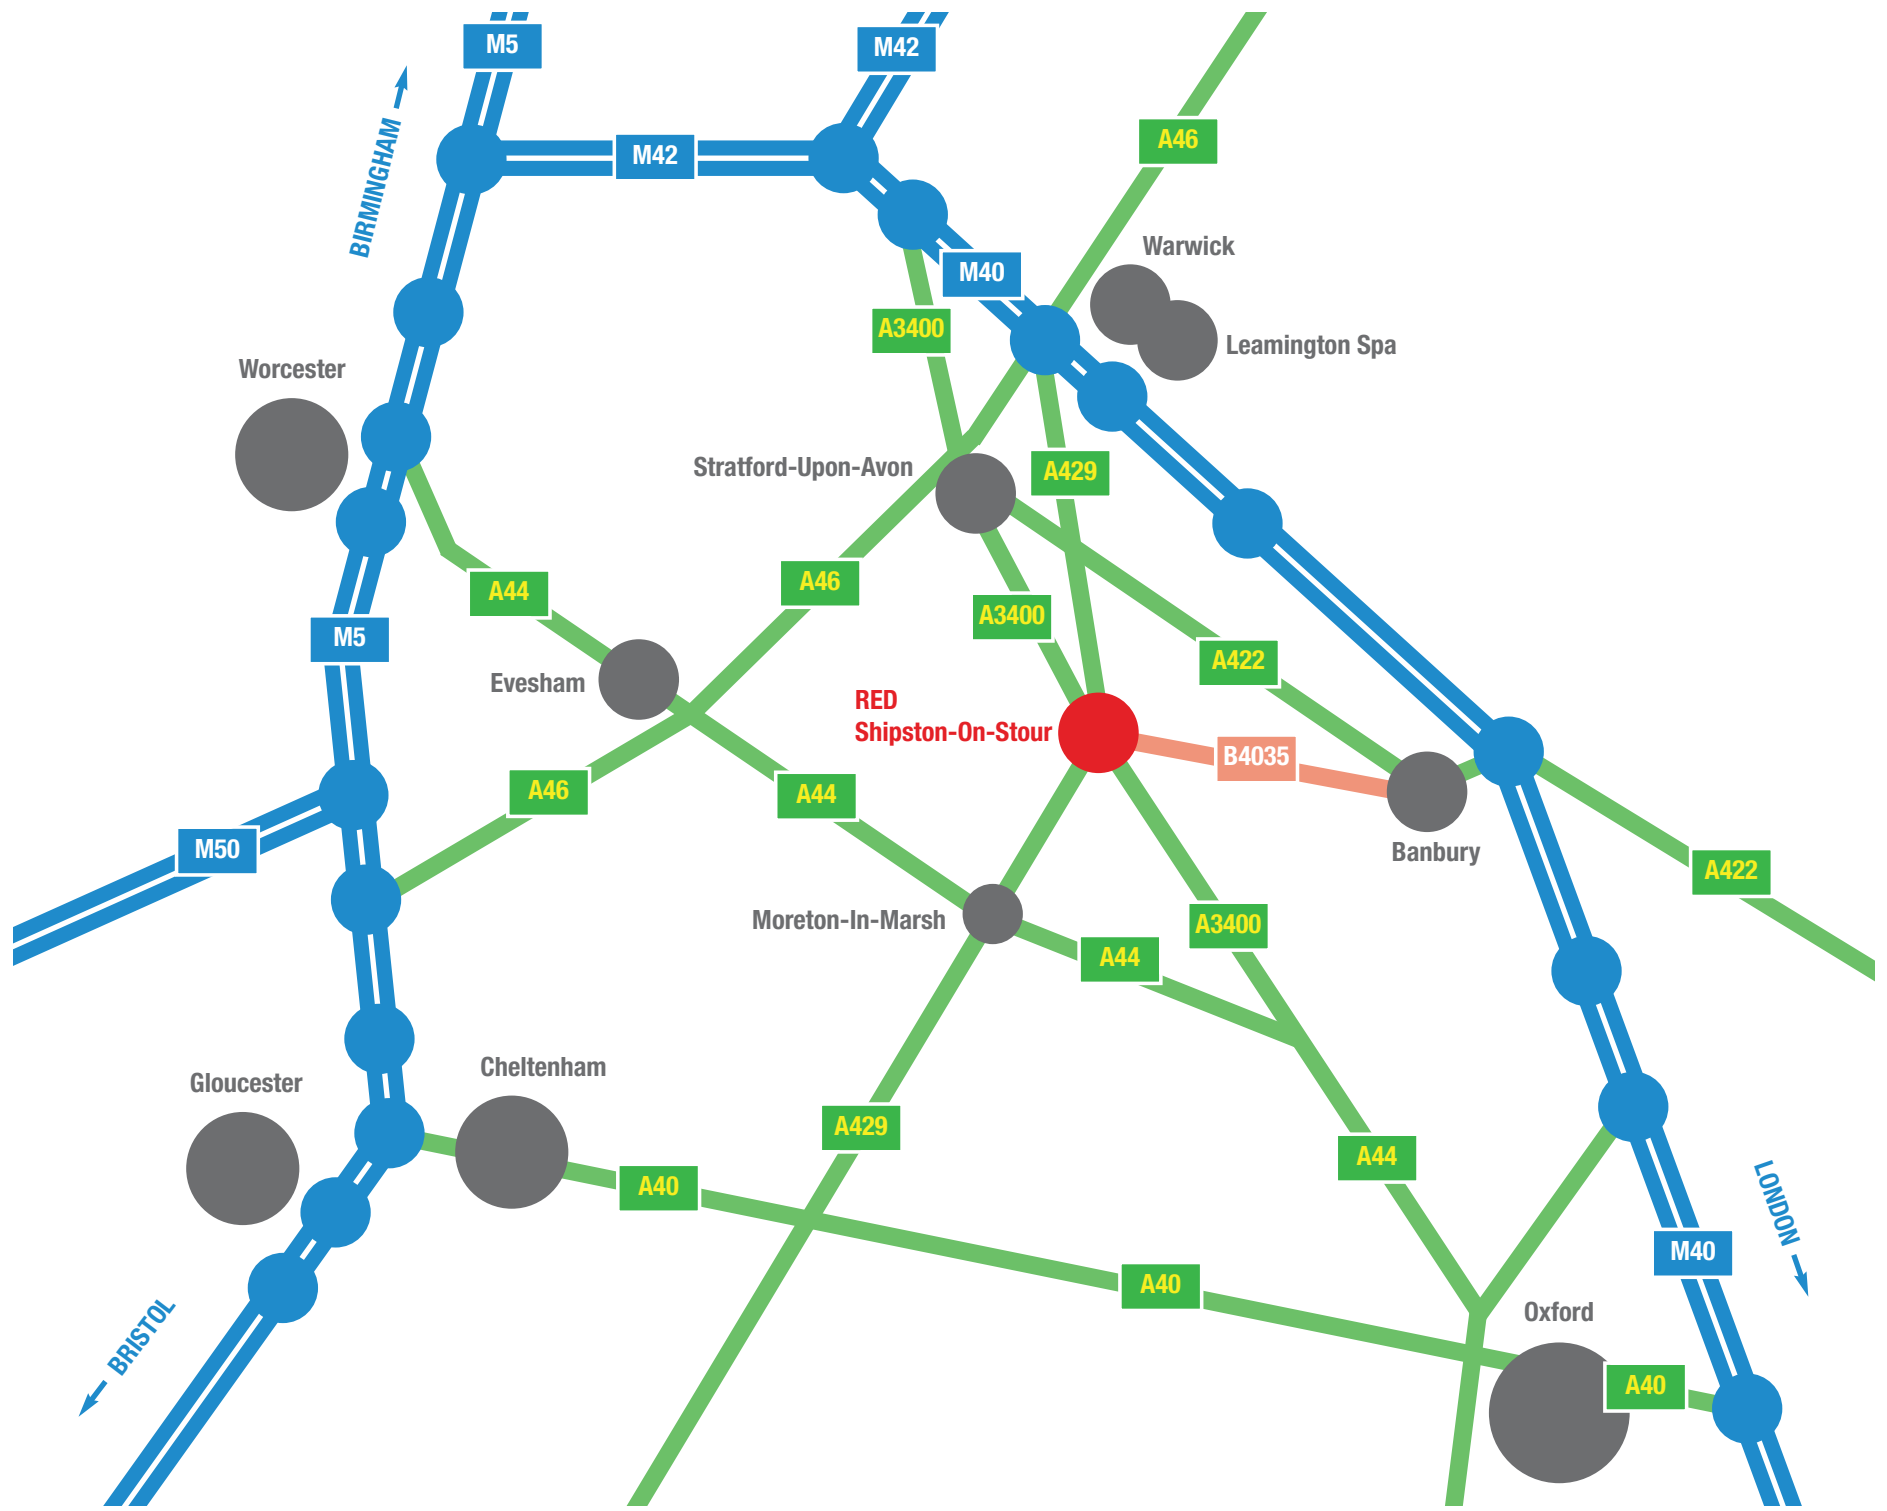 M5
M42
BIRMINGHAM
M42
A46
Warwick
M40
A3400
Leamington Spa
Worcester
Stratford-Upon-Avon
A429
A44
A46
A3400
M5
A422
Evesham
RED
Shipston-On-Stour
B4035
A46
A44
M50
Banbury
A422
Moreton-In-Marsh
A3400
A44
Cheltenham
Gloucester
A429
A44
A40
LONDON
M40
A40
Oxford
BRISTOL
A40